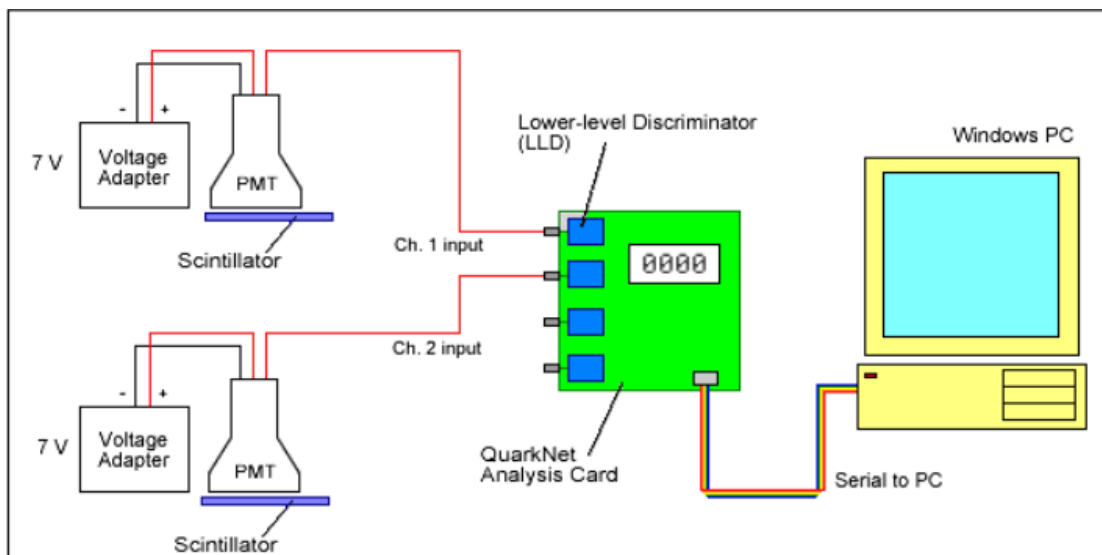 - +
7 V
Voltage
Adapter
PMT
Scintillator
Ch. 1 input
Lower-level Discriminator
(LLD)
0000
Windows PC
- +
7 V
Voltage
Adapter
PMT
Scintillator
Ch. 2 input
QuarkNet
Analysis Card
Serial to PC